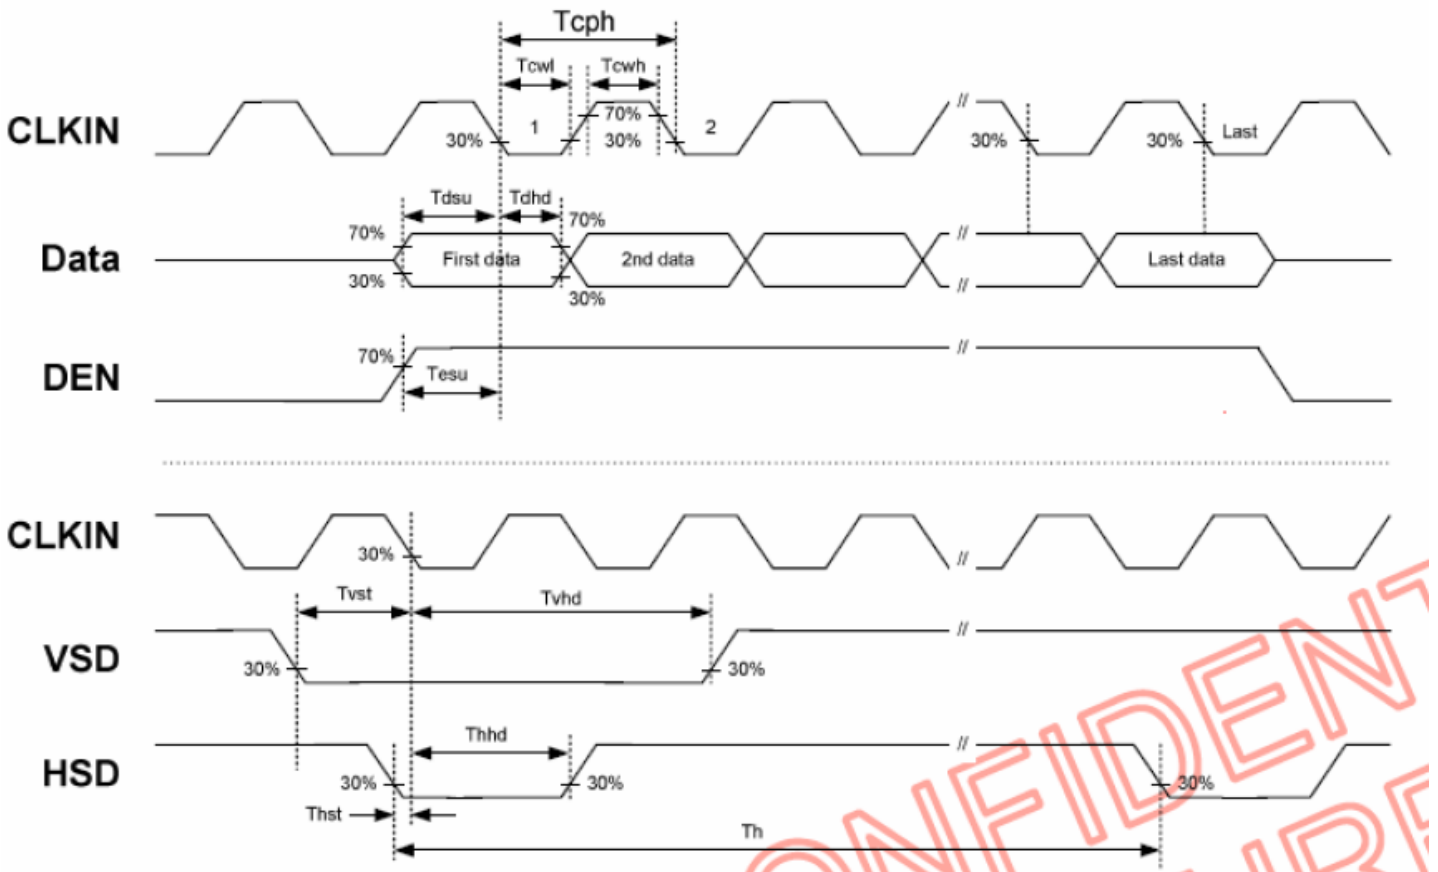 Tcph
Tcwl Tcwh
CLKIN 30% 1 70% 30% 2 // 30% 30% Last
Tdsu Tdhd
70% 70%
Data First data 2nd data // // Last data
30% 30%
70% //
DEN Tesu
CLKIN 30% //
Tvst Tvhd
VSD 30% 30% //
Thhd
HSD 30% 30% // 30%
Thst
Th
CONFIDENT